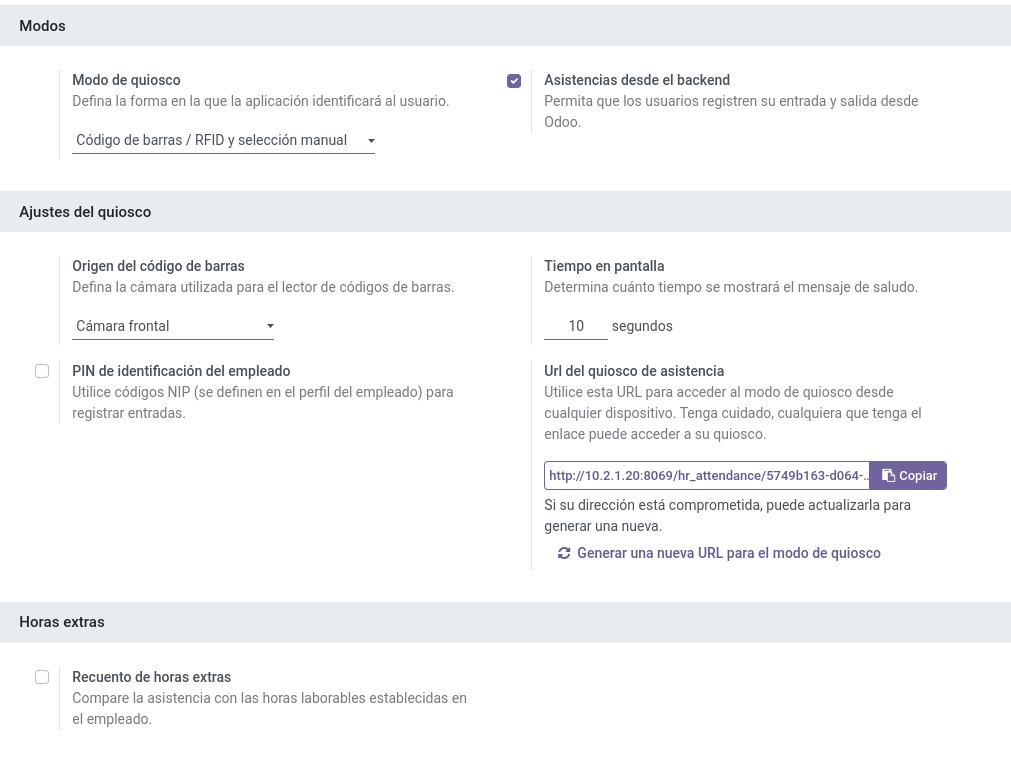 Modos
Modo de quiosco
Defina la forma en la que la aplicación identificará al usuario.
Código de barras / RFID y selección manual
Asistencias desde el backend
Permita que los usuarios registren su entrada y salida desde
Odoo.
Ajustes del quiosco
Origen del código de barras
Defina la cámara utilizada para el lector de códigos de barras.
Cámara frontal
Tiempo en pantalla
Determina cuánto tiempo se mostrará el mensaje de saludo.
10 segundos
PIN de identificación del empleado
Utilice códigos NIP (se definen en el perfil del empleado) para
registrar entradas.
Url del quiosco de asistencia
Utilice esta URL para acceder al modo de quiosco desde
cualquier dispositivo. Tenga cuidado, cualquiera que tenga el
enlace puede acceder a su quiosco.
http://10.2.1.20:8069/hr_attendance/5749b163-d064-...
Copiar
Si su dirección está comprometida, puede actualizarla para
generar una nueva.
Generar una nueva URL para el modo de quiosco
Horas extras
Recuento de horas extras
Compare la asistencia con las horas laborables establecidas en
el empleado.